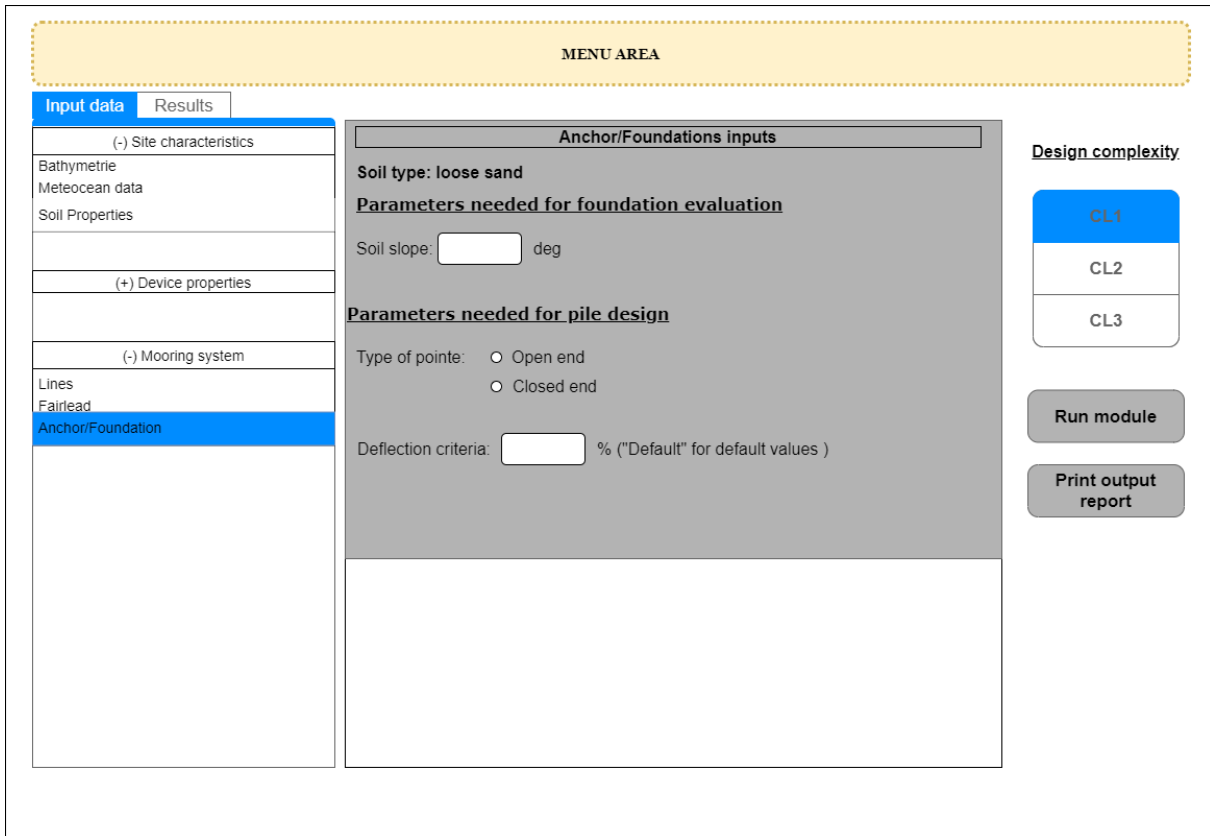 MENU AREA
Input data
Results
(-) Site characteristics
Bathymetrie
Meteocean data
Soil Properties
(+) Device properties
(-) Mooring system
Lines
Fairlead
Anchor/Foundation
Anchor/Foundations inputs
Soil type: loose sand
Parameters needed for foundation evaluation
Soil slope: deg
Parameters needed for pile design
Type of pointe: Open end
Closed end
Deflection criteria: % ("Default" for default values )
Design complexity
CL1
CL2
CL3
Run module
Print output
report